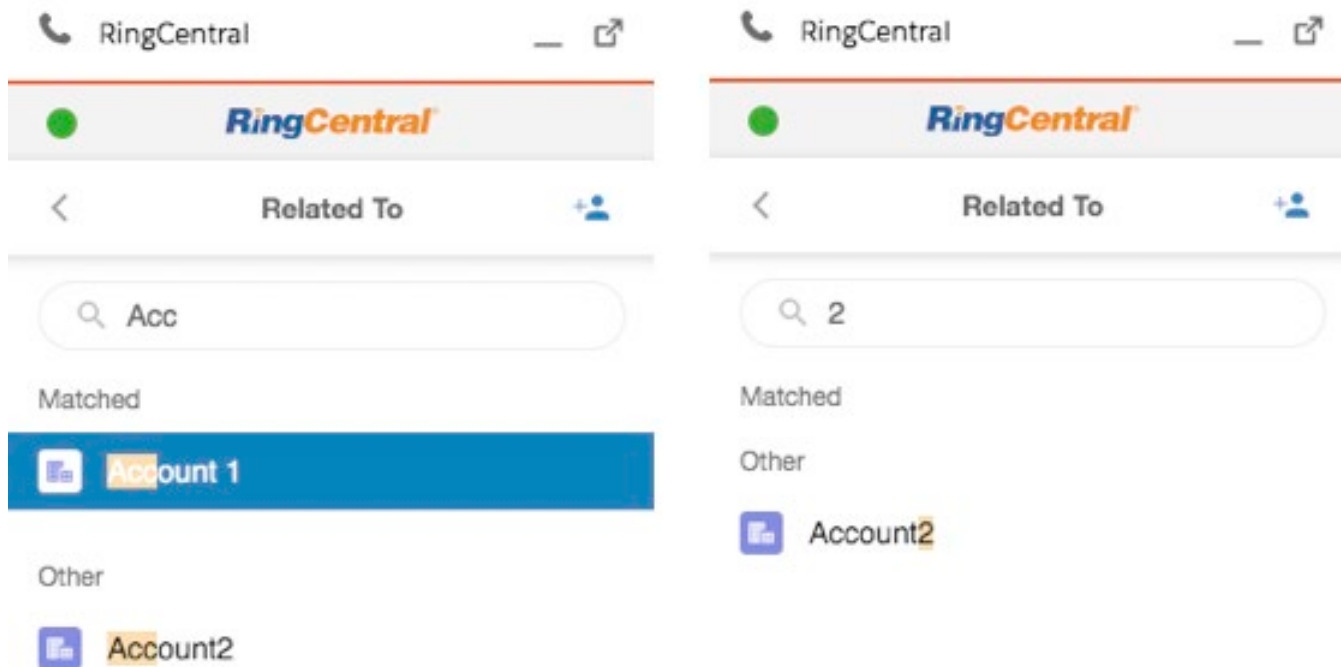 RingCentral
RingCentral
Related To
Acc
Matched
Account 1
Other
Account2
RingCentral
RingCentral
Related To
2
Matched
Other
Account2